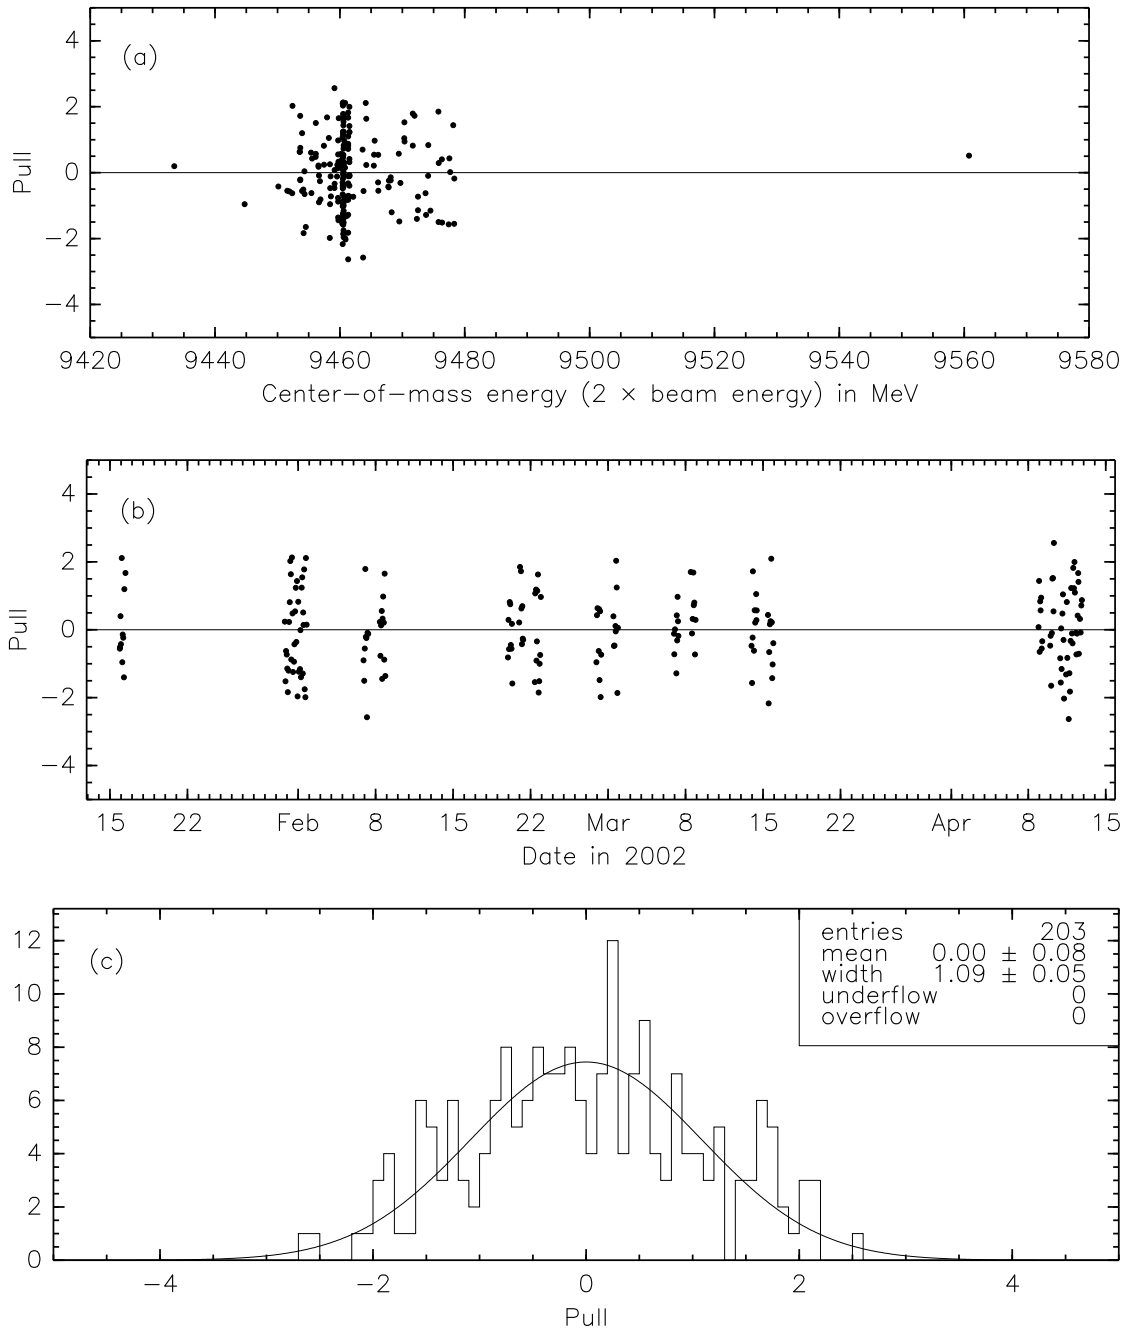 4
(a)
2
Pull
0
−2
−4
9420 9440 9460 9480 9500 9520 9540 9560 9580
Center−of−mass energy (2 × beam energy) in MeV
4
(b)
2
Pull
0
−2
−4
15 22 Feb 8 15 22 Mar 8 15 22 Apr 8 15
Date in 2002
12
(c)
10
8
6
4
2
0
entries 203
mean 0.00 ± 0.08
width 1.09 ± 0.05
underflow 0
overflow 0
−4 −2 0 2 4
Pull